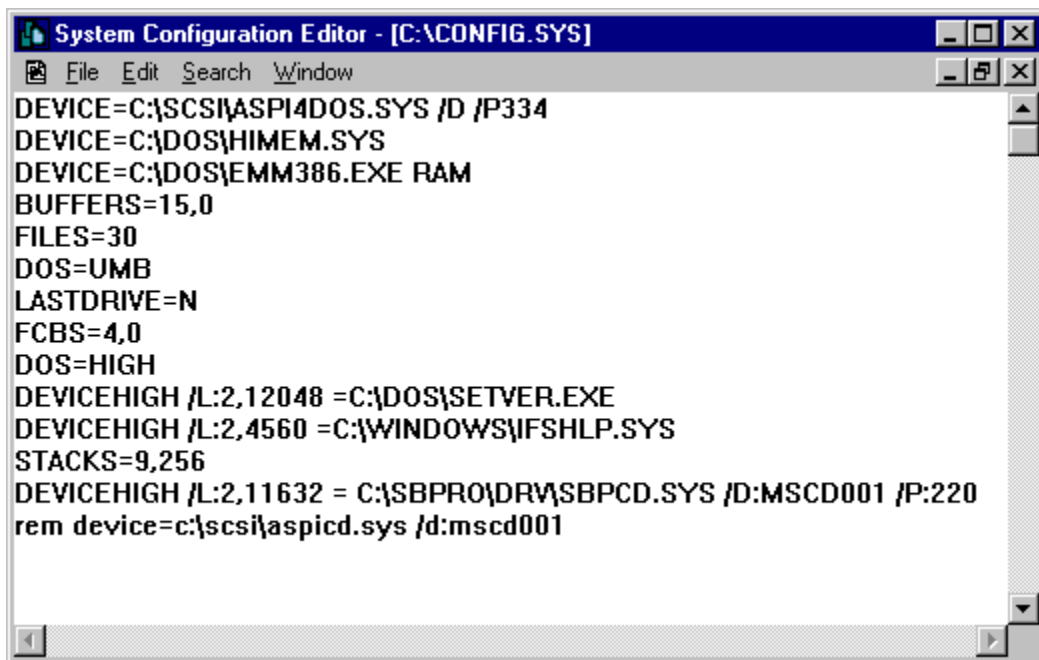 System Configuration Editor - [C:\CONFIG.SYS]
File Edit Search Window
DEVICE=C:\SCSI\ASPI4DOS.SYS /D /P334
DEVICE=C:\DOS\HIMEM.SYS
DEVICE=C:\DOS\EMM386.EXE RAM
BUFFERS=15,0
FILES=30
DOS=UMB
LASTDRIVE=N
FCBS=4,0
DOS=HIGH
DEVICEHIGH /L:2,12048 =C:\DOS\SETVER.EXE
DEVICEHIGH /L:2,4560 =C:\WINDOWS\IFSHLP.SYS
STACKS=9,256
DEVICEHIGH /L:2,11632 = C:\SBPRO\DRV\SBPCD.SYS /D:MSCD001 /P:220
rem device=c:\scsi\aspicd.sys /d:mscd001